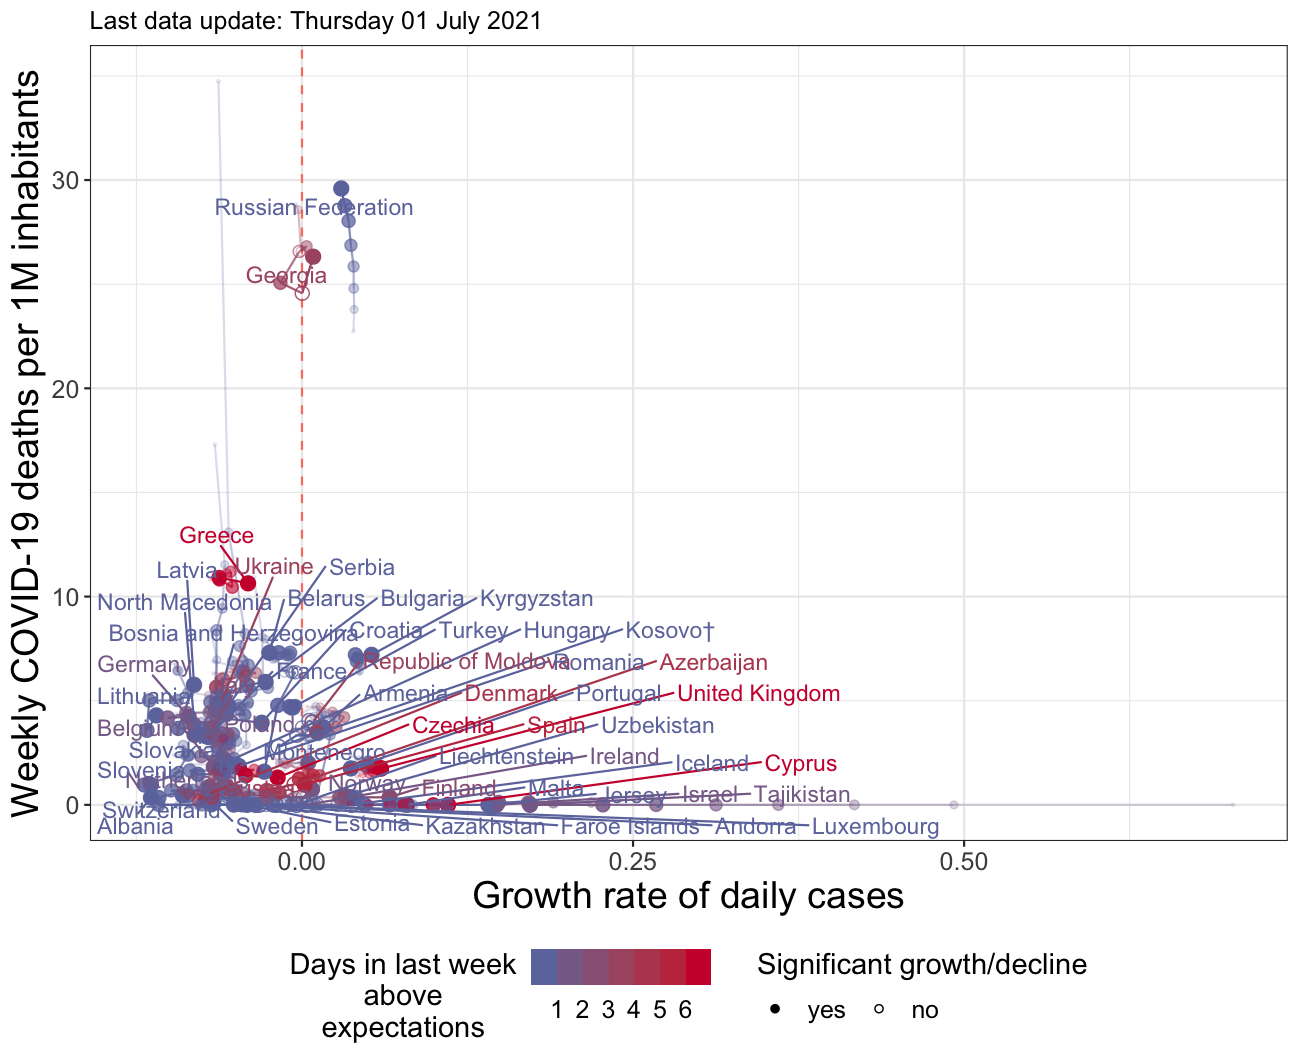 Last data update: Thursday 01 July 2021
Weekly COVID-19 deaths per 1M inhabitants
30
20
10
0
Russian Federation
Georgia
Greece
Latvia
Ukraine
Serbia
North Macedonia
Belarus
Bulgaria
Kyrgyzstan
Bosnia and Herzegovina
Croatia
Turkey
Hungary
Kosovo†
Germany
France
Republic of Moldova
Romania
Azerbaijan
Lithuania
Armenia
Denmark
Portugal
United Kingdom
Belgium
Poland
Czechia
Spain
Uzbekistan
Slovakia
Montenegro
Liechtenstein
Ireland
Iceland
Cyprus
Slovenia
Norway
Finland
Malta
Jersey
Israel
Tajikistan
Switzerland
Albania
Sweden
Estonia
Kazakhstan
Faroe Islands
Andorra
Luxembourg
0.00
0.25
0.50
Growth rate of daily cases
Days in last week
above
expectations
1 2 3 4 5 6
Significant growth/decline
yes
no